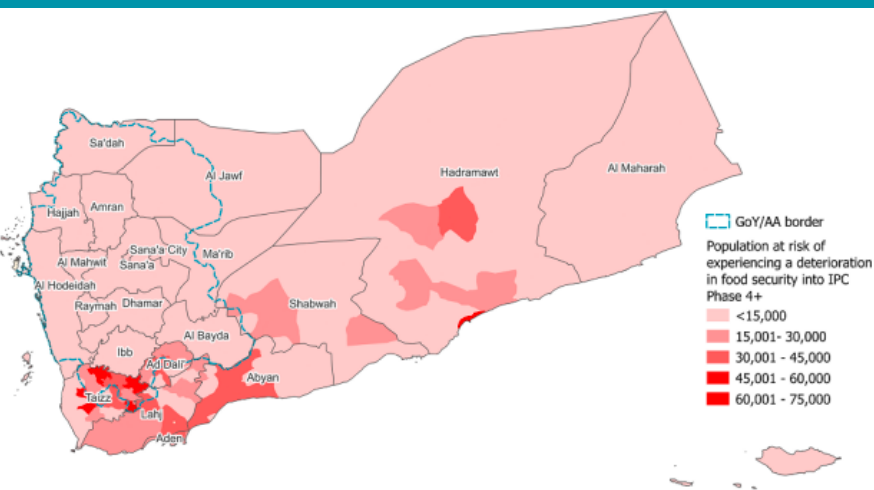 Sa'dah
Al Jawf
Hadramawt
Al Maharah
Hajjah
Amran
Sana'a City
Ma'rib
Al Mahwit
Sana'a
Al Hodeidah
Raymah
Dhamar
Shabwah
Al Bayda
Ibb
Ad Dali'
Abyan
Taizz
Lahj
Aden
GoY/AA border
Population at risk of
experiencing a deterioration
in food security into IPC
Phase 4+
<15,000
15,001- 30,000
30,001 - 45,000
45,001 - 60,000
60,001 - 75,000